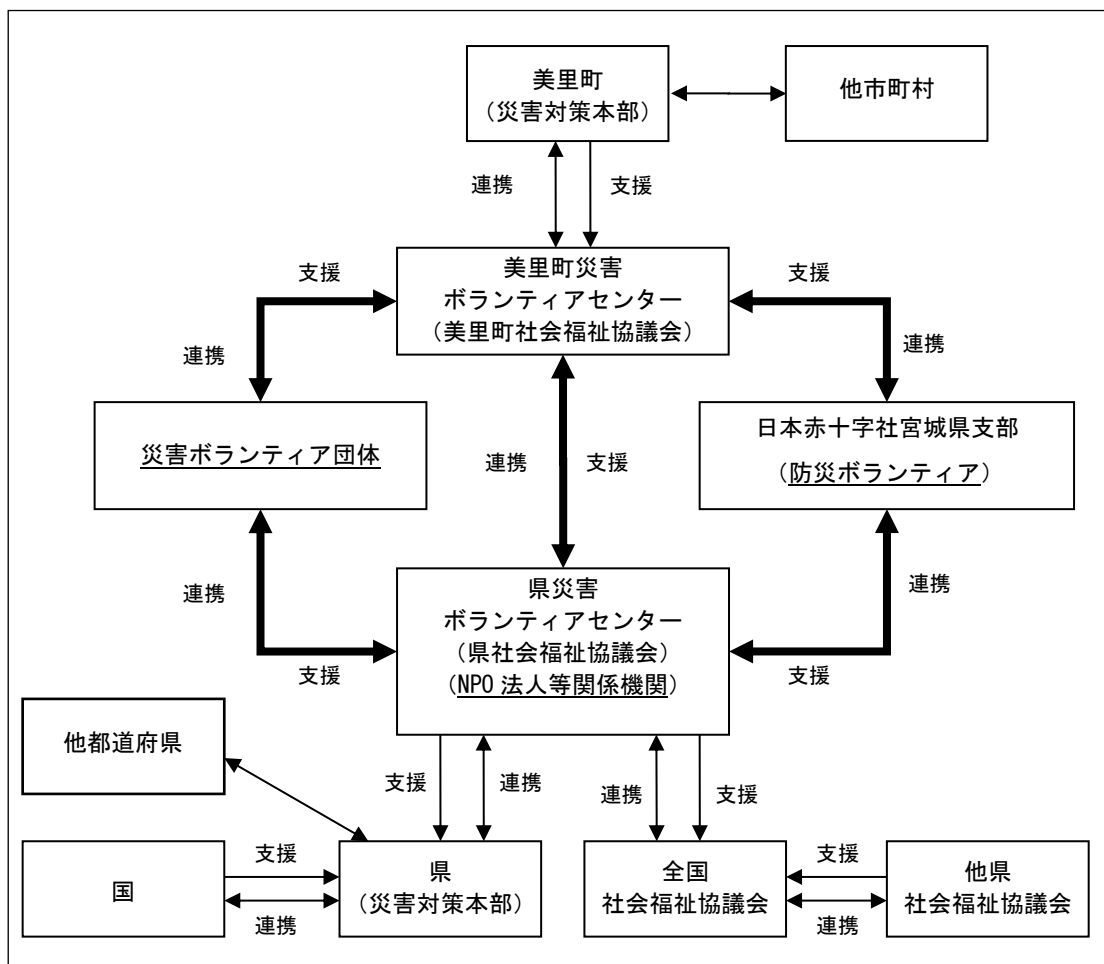 美里町
(災害対策本部)
他市町村
連携
支援
支援
美里町災害
ボランティアセンター
(美里町社会福祉協議会)
支援
連携
連携
災害ボランティア団体
連携
支援
日本赤十字社宮城県支部
(防災ボランティア)
連携
連携
支援
県災害
ボランティアセンター
(県社会福祉協議会)
(NPO 法人等関係機関)
支援
他都道府県
支援
連携
連携
支援
国
支援
連携
県
(災害対策本部)
全国
社会福祉協議会
支援
連携
他県
社会福祉協議会